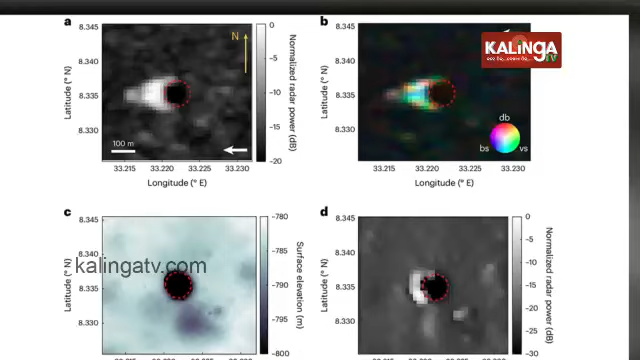 a
8.345
8.340
8.335
8.330
Latitude (° N)
N
100 m
33.215 33.220 33.225 33.230
Longitude (° E)
0
−5
−10
−15
−20
Normalized radar power (dB)
b
8.345
8.340
8.335
8.330
Latitude (° N)
KALINGA
TV
db
bs
vs
33.215 33.220 33.225 33.230
Longitude (° E)
c
8.345
8.340
8.335
8.330
Latitude (° N)
kalingatv.com
−780
−785
−790
−795
−800
Surface elevation (m)
d
8.345
8.340
8.335
8.330
Latitude (° N)
0
−5
−10
−15
−20
−25
−30
Normalized radar power (dB)